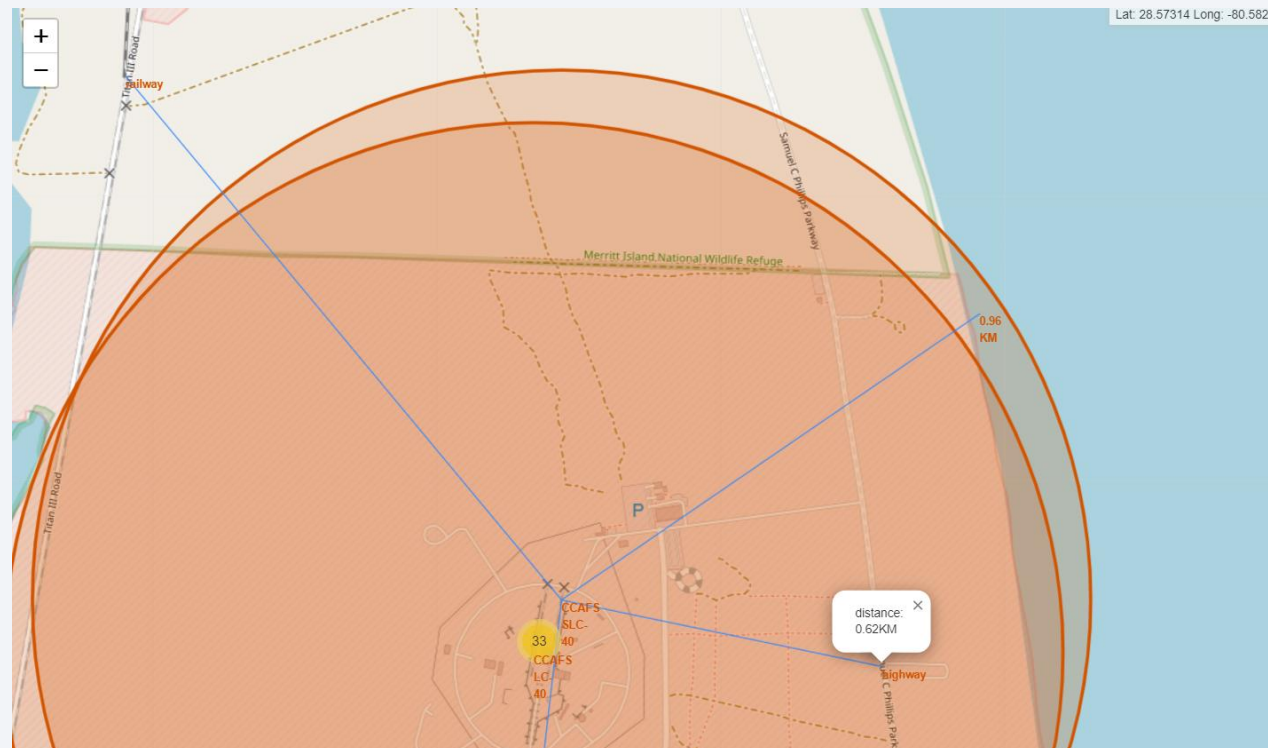 Lat: 28.57314 Long: -80.582
+
−
Titan III Road
railway
Samuel C Phillips Parkway
Merritt Island National Wildlife Refuge
0.96
KM
Titan III Road
P
distance:
0.62KM
×
CCAFS
SLC-
40
33
CCAFS
LC-
40
highway
C Phillips